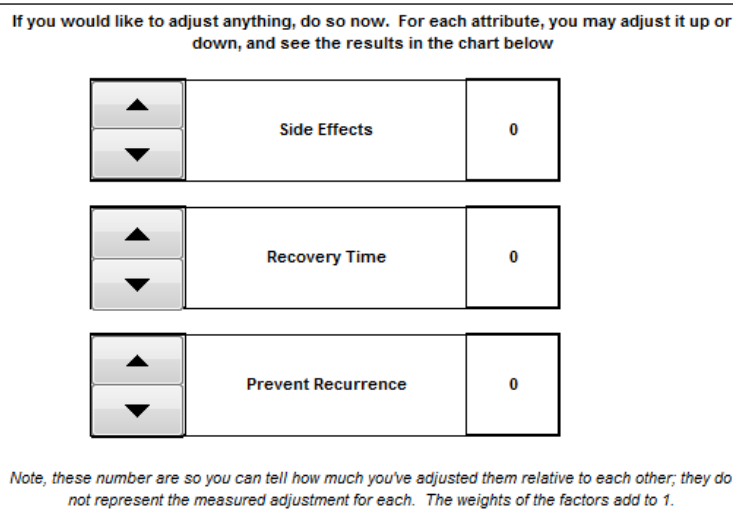 If you would like to adjust anything, do so now.  For each attribute, you may adjust it up or
down, and see the results in the chart below
Side Effects 0
Recovery Time 0
Prevent Recurrence 0
Note, these number are so you can tell how much you've adjusted them relative to each other; they do
not represent the measured adjustment for each.  The weights of the factors add to 1.